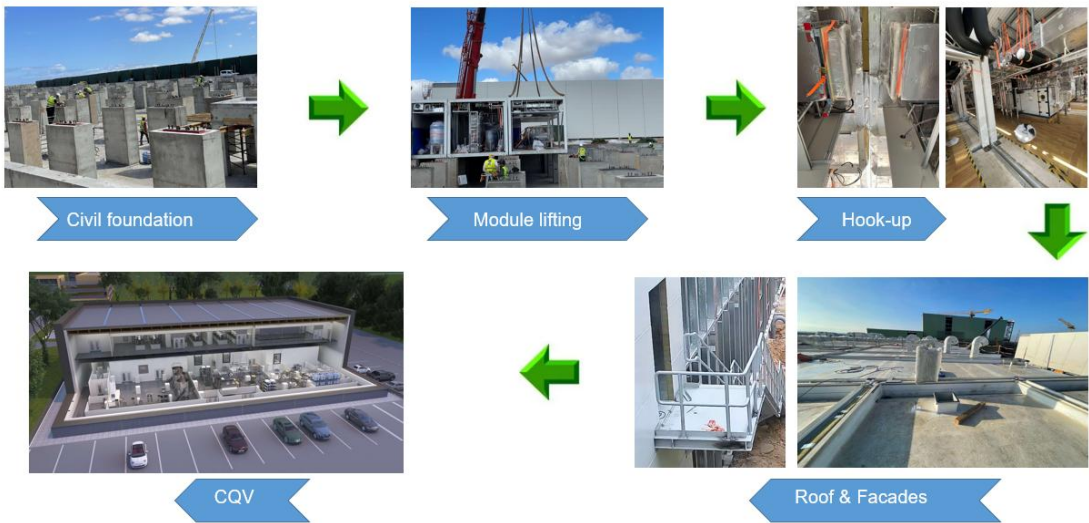 Civil foundation
Module lifting
Hook-up
Roof & Facades
CQV